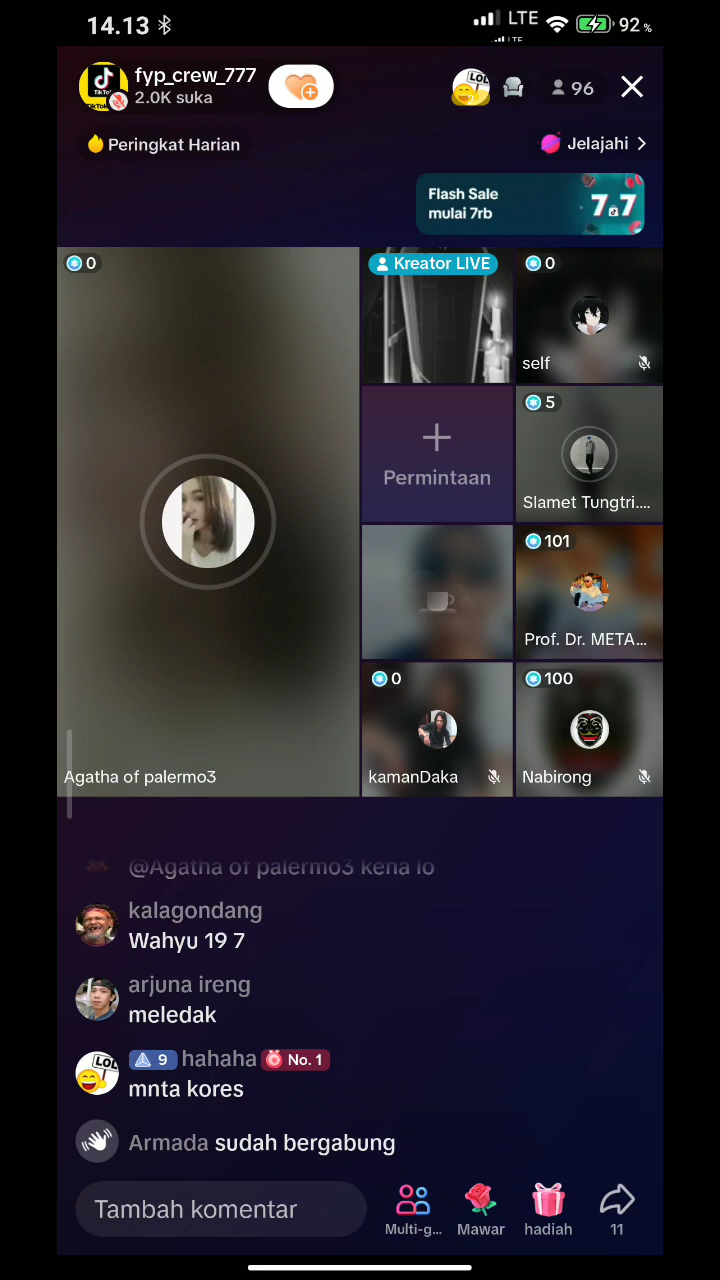 14.13
LTE
92 %
LTE
fyp_crew_777
2.0K suka
LOL
96
Peringkat Harian
Jelajahi
Flash Sale
mulai 7rb
7.7
0
Kreator LIVE
0
self
Permintaan
5
Slamet Tungtri....
101
Prof. Dr. META...
Agatha of palermo3
0
kamanDaka
100
Nabirong
@Agatha of palermo3 kena lo
kalagondang
Wahyu 19 7
arjuna ireng
meledak
LOL
9 hahaha No. 1
mnta kores
Armada sudah bergabung
Tambah komentar
Multi-g...
Mawar
hadiah
11